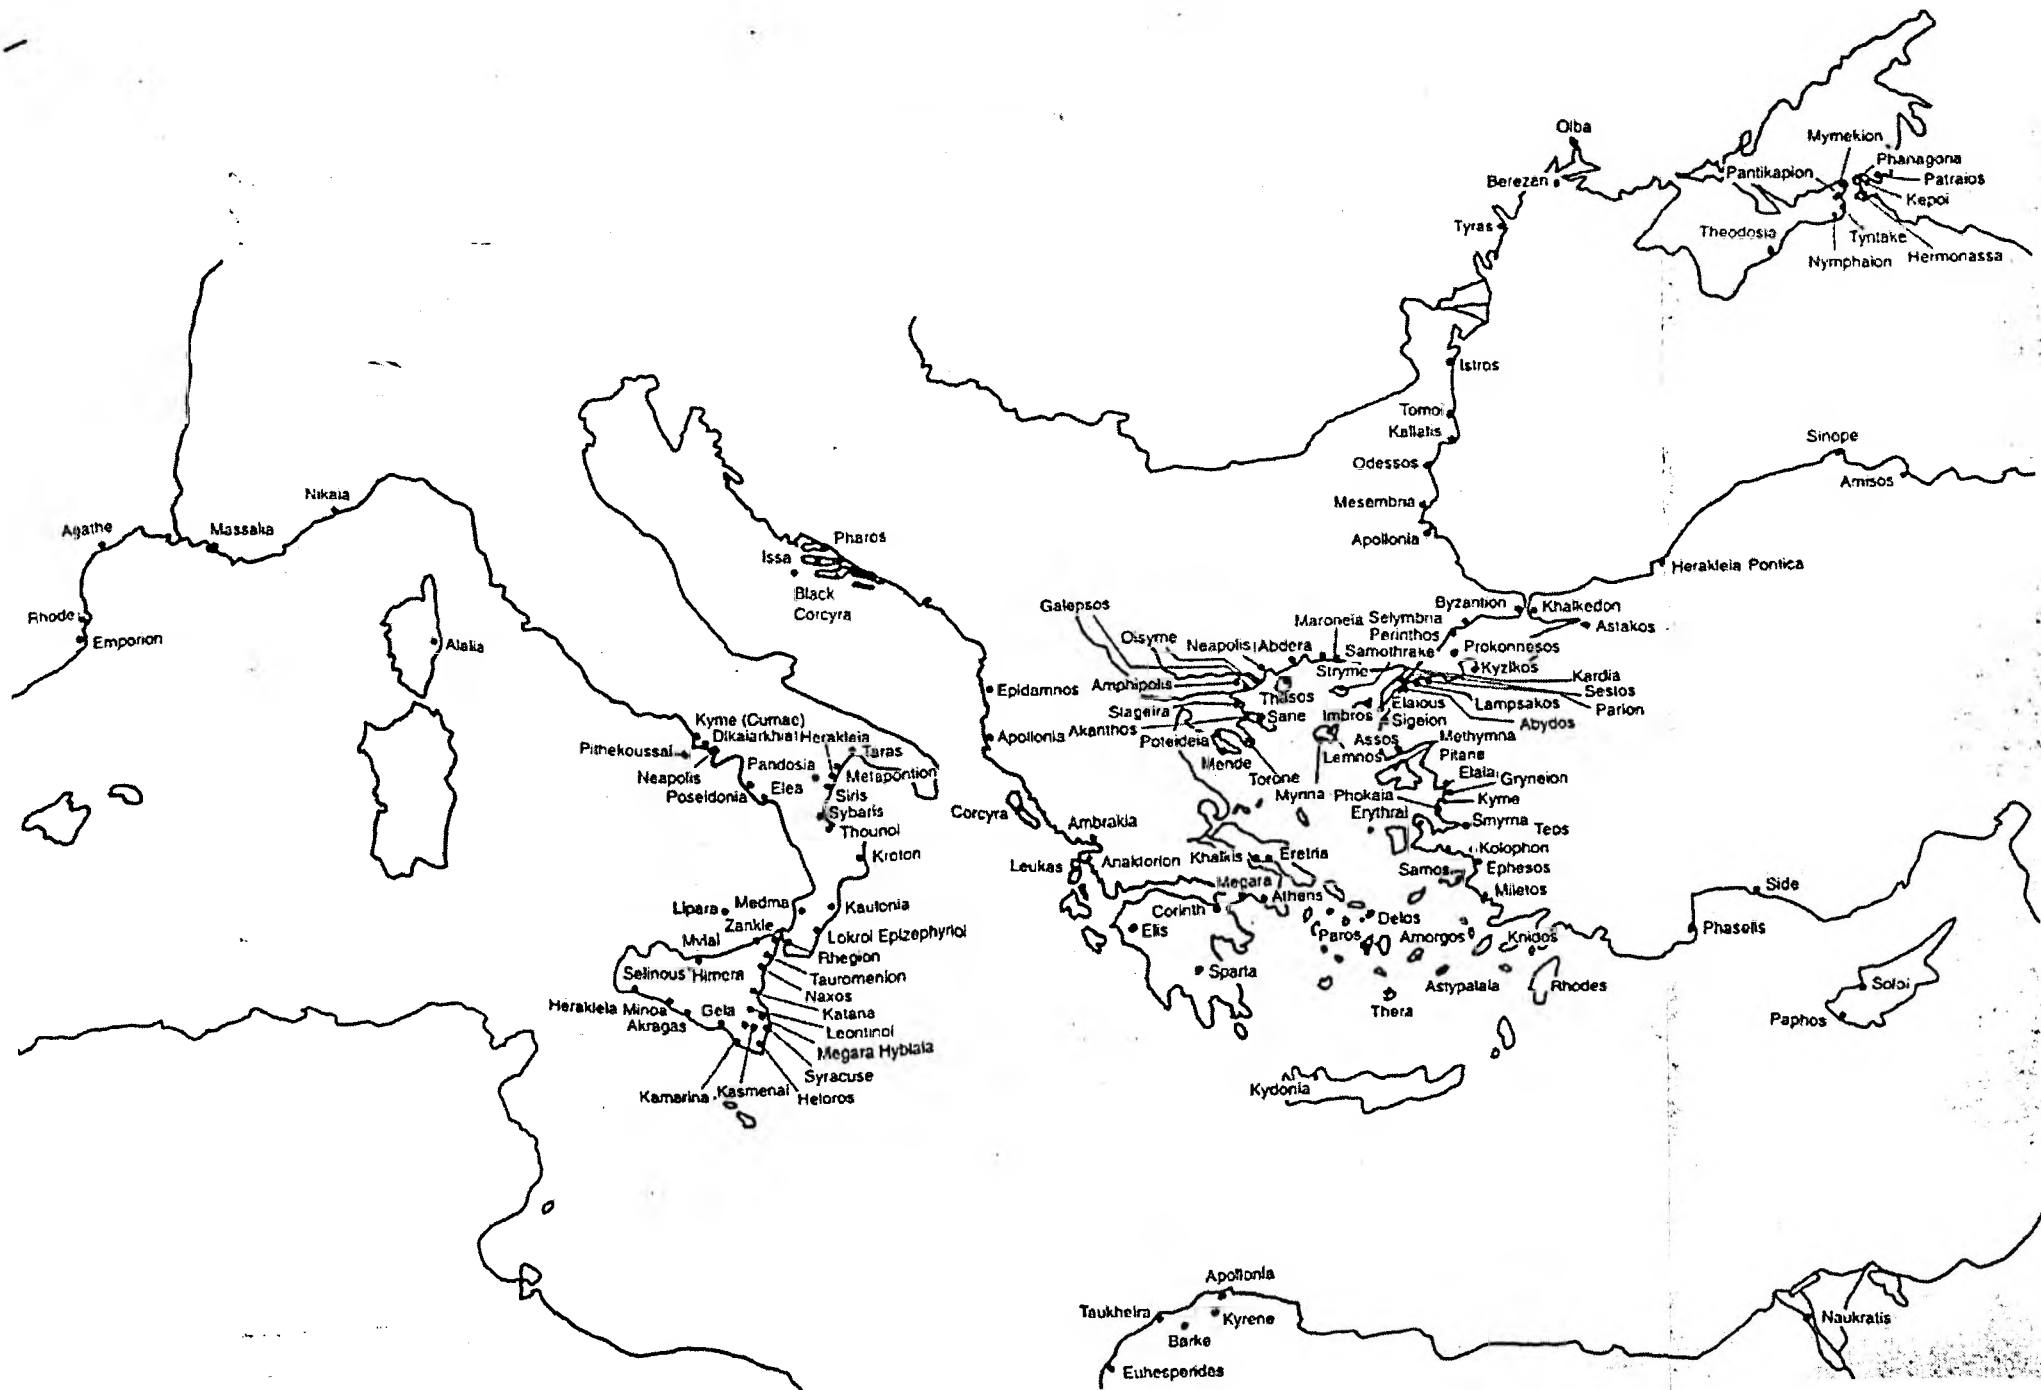 Olba
Mymekion
Phanagoria
Pantikapion
Patraios
Berezan
Kepoi
Tyras
Theodosia
Tyntake
Nymphaion
Hermonassa
Istros
Tomoi
Kallatis
Sinope
Odessos
Amisos
Nikaia
Mesembria
Agathe
Massaka
Pharos
Apollonia
Issa
Herakleia Pontica
Black
Corcyra
Galepsos
Byzantion
Khalkedon
Rhode
Maroneia
Selymbria
Astakos
Emporion
Alalia
Oisyme
Neapolis
Abdera
Perinthos
Samothrake
Prokonnesos
Stryme
Kyzikos
Kardia
Epidamnos
Amphipolis
Sestos
Thasos
Elaious
Lampsakos
Parion
Stageira
Sane
Imbros
Sigeion
Abydos
Kyme (Cumae)
Dikaiarkhia
Herakleia
Apollonia
Akanthos
Poteideia
Assos
Methymna
Pithekoussai
Taras
Lemnos
Pitane
Pandosia
Metapontion
Mende
Torone
Elaia
Gryneion
Neapolis
Elea
Siris
Myrina
Phokaia
Kyme
Poseidonia
Sybaris
Corcyra
Erythrai
Smyrna
Teos
Thourioi
Ambrakia
Kolophon
Kroton
Leukas
Anaktorion
Khalkis
Eretria
Samos
Ephesos
Megara
Miletos
Side
Lipara
Medma
Kaulonia
Corinth
Athens
Delos
Zankle
Elis
Paros
Amorgos
Knidos
Phaselis
Mylai
Lokroi Epizephyrioi
Rhegion
Selinous
Himera
Tauromenion
Sparta
Astypalaia
Rhodes
Soloi
Naxos
Herakleia Minoa
Gela
Katana
Thera
Paphos
Akragas
Leontinoi
Megara Hyblaia
Syracuse
Kamarina
Kasmenai
Heloros
Kydonia
Apollonia
Taukheira
Kyrene
Naukratis
Barke
Euhesperides